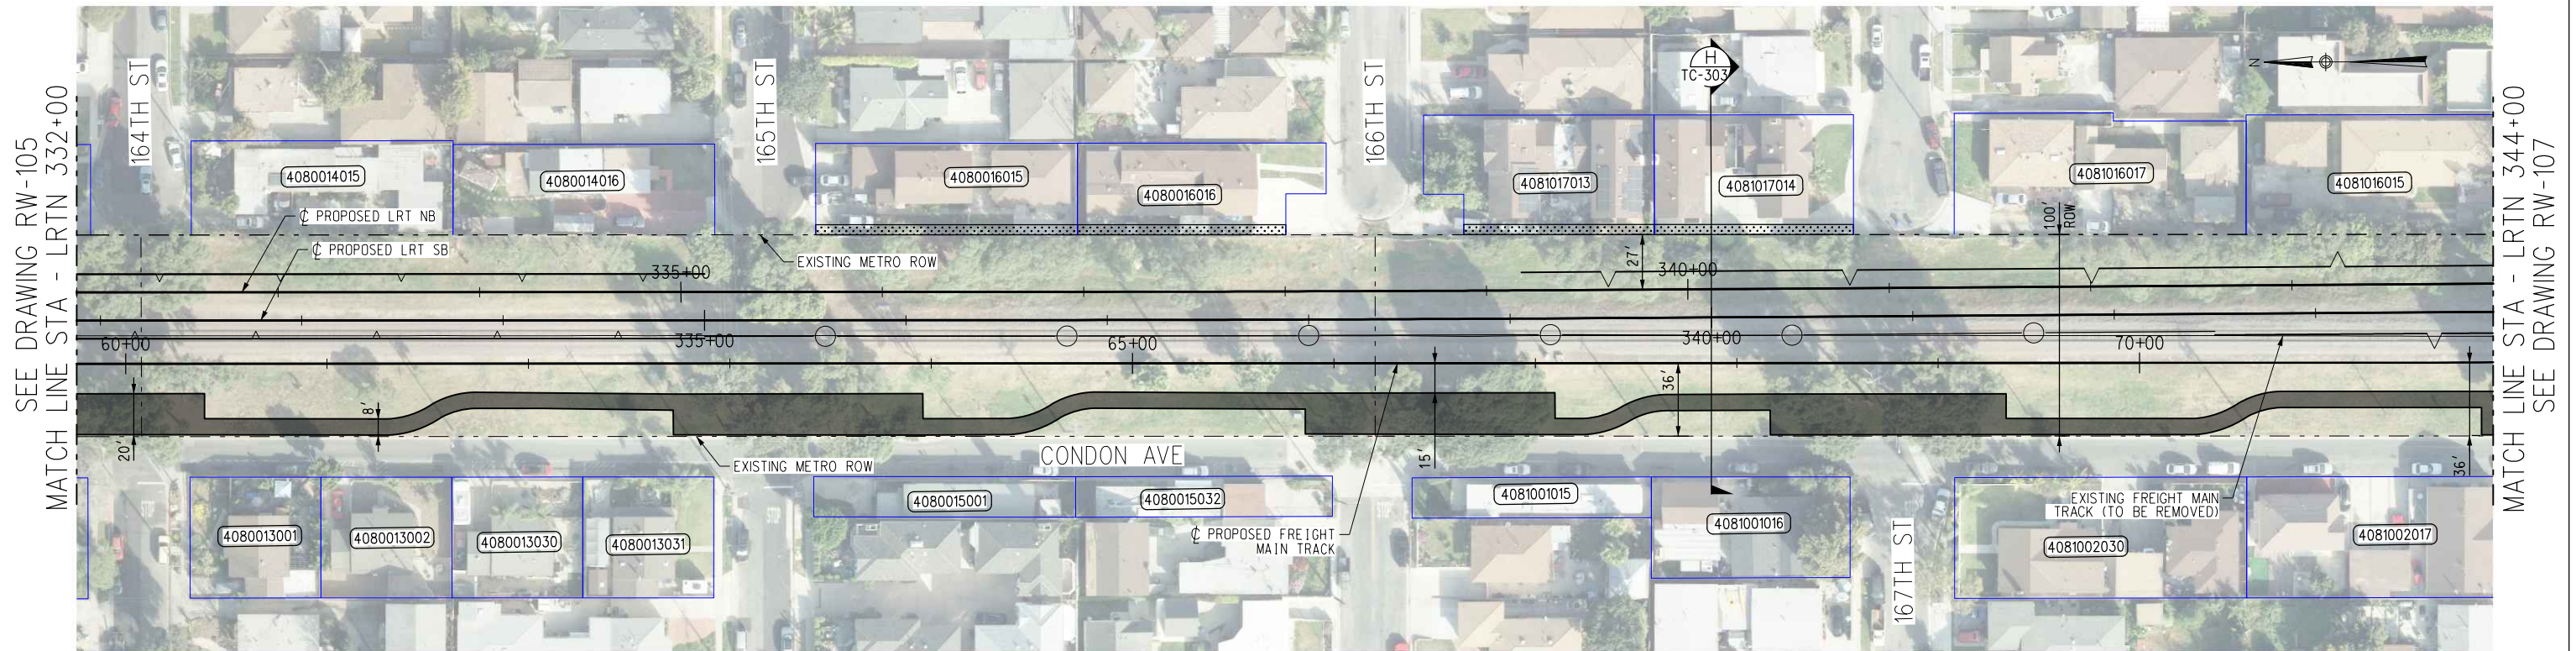 SEE DRAWING RW-105
MATCH LINE STA - LRTN 332+00
164TH ST
165TH ST
166TH ST
H
TC-303
N
4080014015
4080014016
4080016015
4080016016
4081017013
4081017014
4081016017
4081016015
℄ PROPOSED LRT NB
℄ PROPOSED LRT SB
EXISTING METRO ROW
27'
100'
ROW
335+00
340+00
60+00
335+00
65+00
340+00
70+00
20'
8'
36'
15'
36'
EXISTING METRO ROW
CONDON AVE
℄ PROPOSED FREIGHT
MAIN TRACK
EXISTING FREIGHT MAIN
TRACK (TO BE REMOVED)
4080013001
4080013002
4080013030
4080013031
4080015001
4080015032
4081001015
4081001016
167TH ST
4081002030
4081002017
STOP
STOP
MATCH LINE STA - LRTN 344+00
SEE DRAWING RW-107